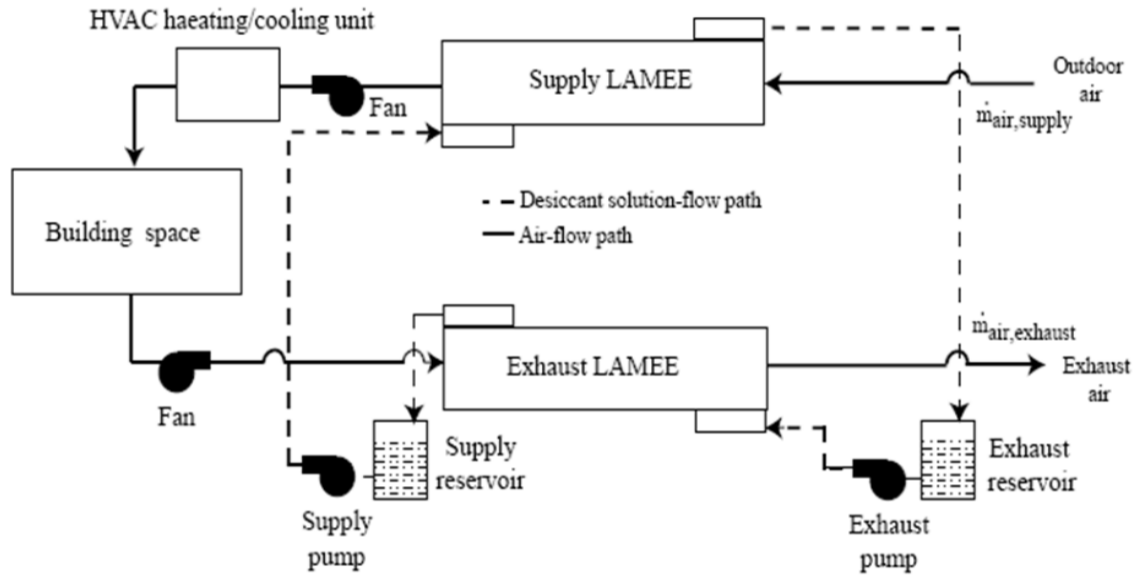 HVAC haeating/cooling unit
Supply LAMEE
Outdoor
air
Fan
ṁair,supply
Desiccant solution-flow path
Air-flow path
Building space
ṁair,exhaust
Exhaust LAMEE
Exhaust
air
Fan
Supply
reservoir
Exhaust
reservoir
Supply
pump
Exhaust
pump